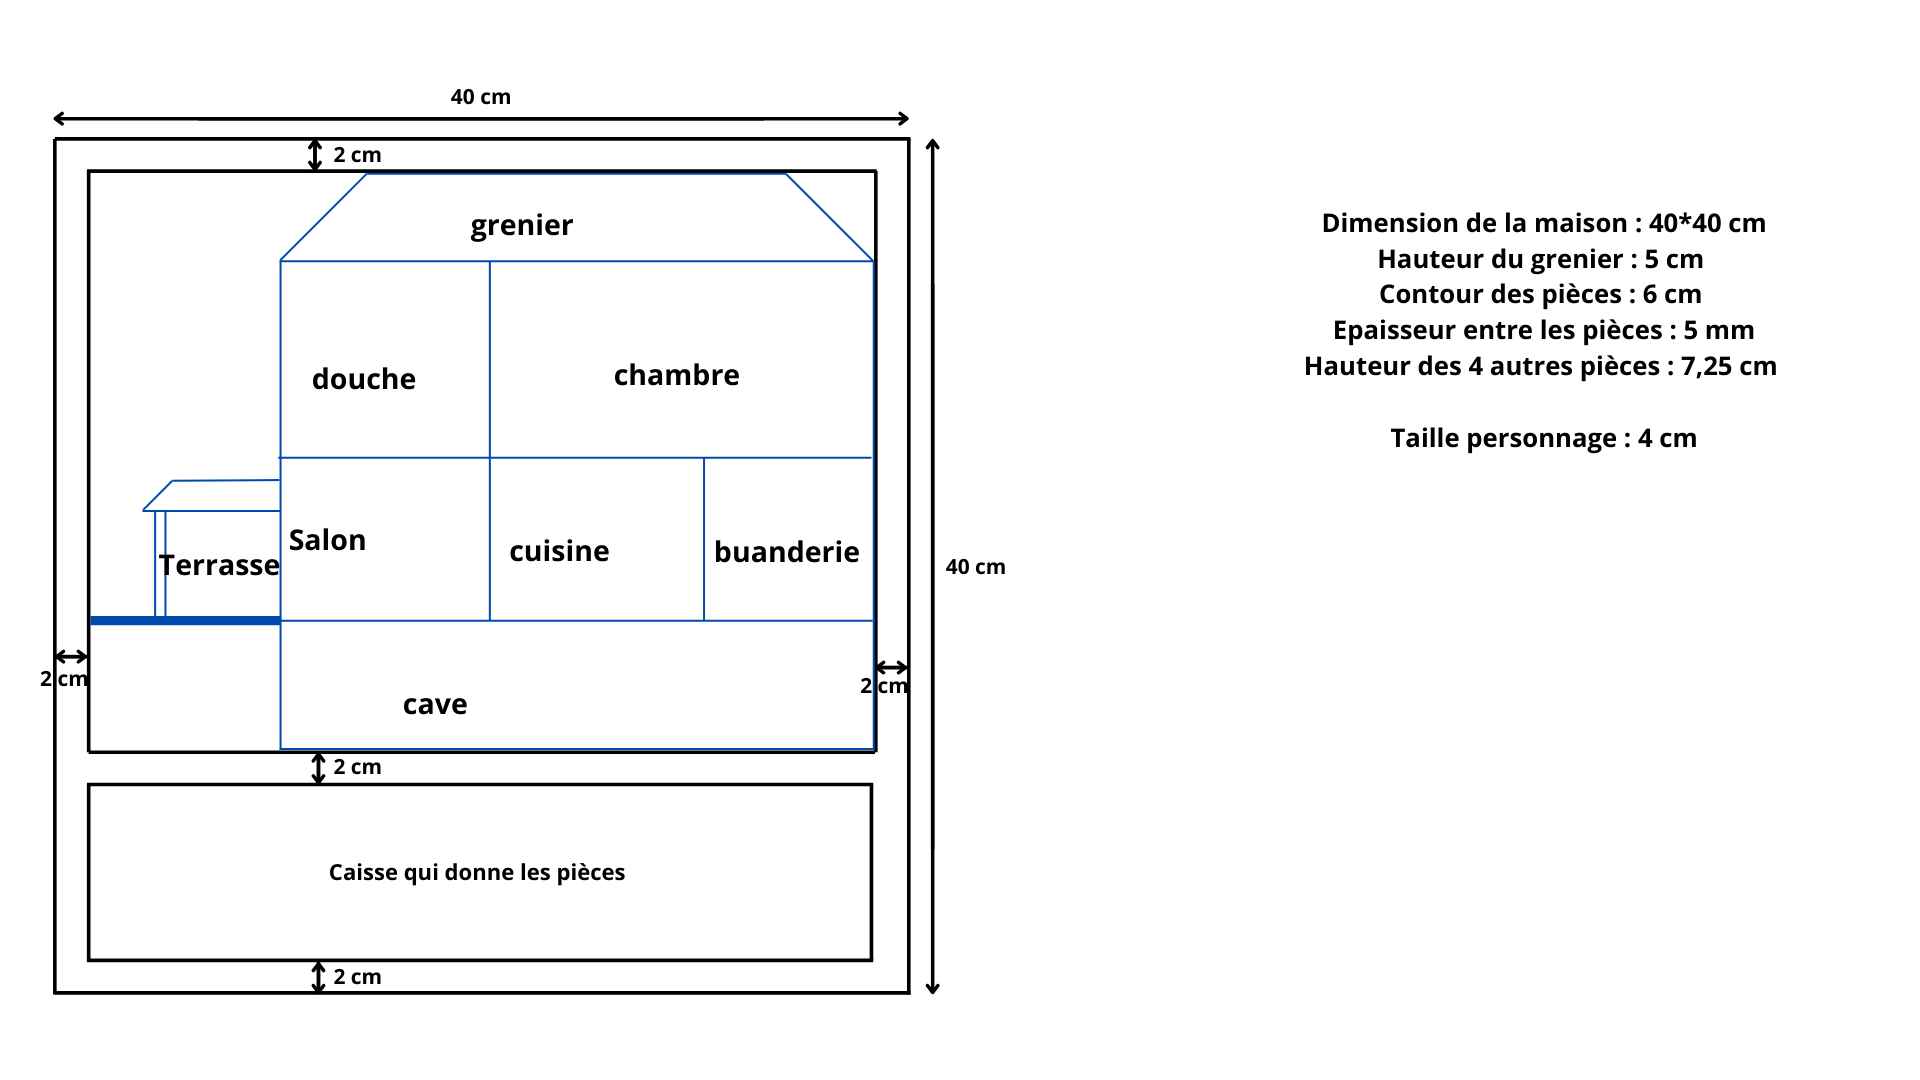 40 cm
2 cm
grenier
douche
chambre
Salon
cuisine
buanderie
Terrasse
40 cm
2 cm
2 cm
cave
2 cm
Caisse qui donne les pièces
2 cm
Dimension de la maison : 40*40 cm
Hauteur du grenier : 5 cm
Contour des pièces : 6 cm
Epaisseur entre les pièces : 5 mm
Hauteur des 4 autres pièces : 7,25 cm
Taille personnage : 4 cm